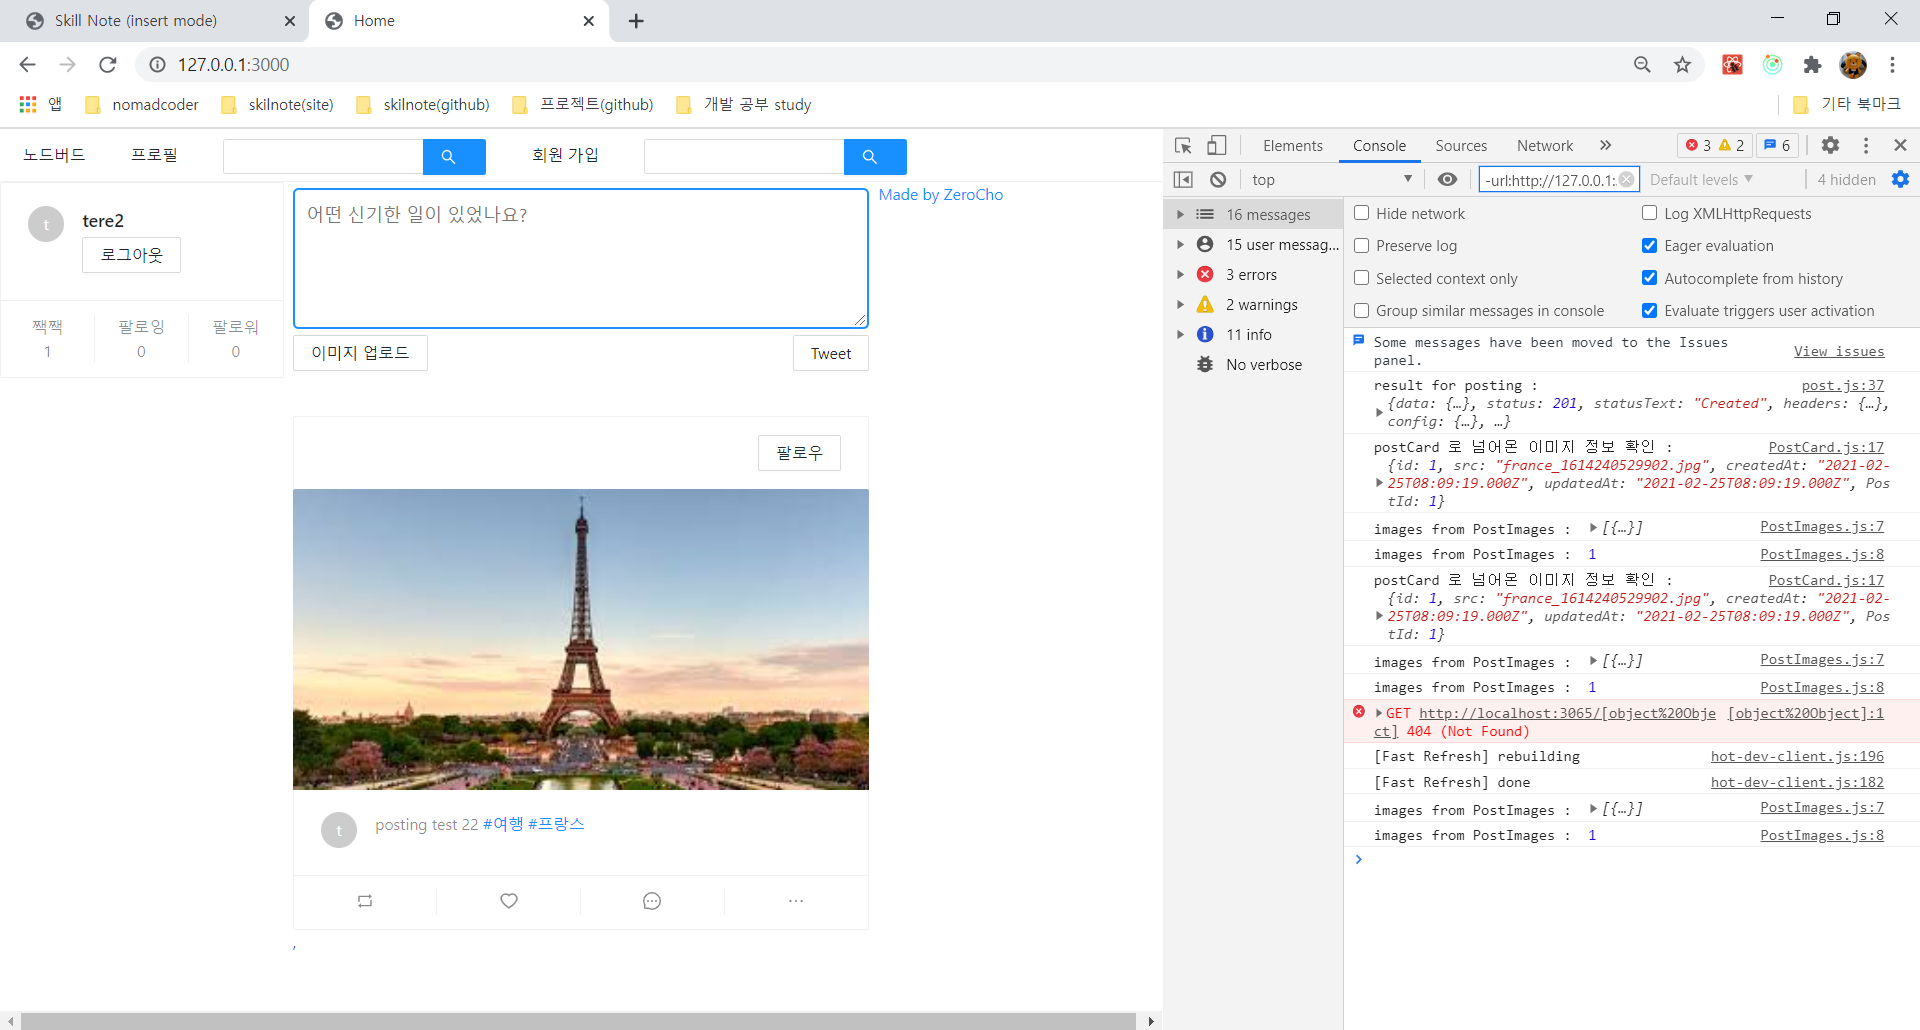 Skill Note (insert mode)
Home
127.0.0.1:3000
앱
nomadcoder
skilnote(site)
skilnote(github)
프로젝트(github)
개발 공부 study
기타 북마크
노드버드
프로필
회원 가입
tere2
로그아웃
짹짹
1
팔로잉
0
팔로워
0
어떤 신기한 일이 있었나요?
이미지 업로드
Tweet
Made by ZeroCho
팔로우
t
t
posting test 22 #여행 #프랑스
,
Elements
Console
Sources
Network
3
2
6
top
-url:http://127.0.0.1:
Default levels
4 hidden
16 messages
15 user messag...
3 errors
2 warnings
11 info
No verbose
Hide network
Log XMLHttpRequests
Preserve log
Eager evaluation
Selected context only
Autocomplete from history
Group similar messages in console
Evaluate triggers user activation
Some messages have been moved to the Issues
panel.
View issues
result for posting :
post.js:37
{data: {…}, status: 201, statusText: "Created", headers: {…},
config: {…}, …}
postCard 로 넘어온 이미지 정보 확인 :
PostCard.js:17
{id: 1, src: "france_1614240529902.jpg", createdAt: "2021-02-
25T08:09:19.000Z", updatedAt: "2021-02-25T08:09:19.000Z", Pos
tId: 1}
images from PostImages : [{…}]
PostImages.js:7
images from PostImages : 1
PostImages.js:8
postCard 로 넘어온 이미지 정보 확인 :
PostCard.js:17
{id: 1, src: "france_1614240529902.jpg", createdAt: "2021-02-
25T08:09:19.000Z", updatedAt: "2021-02-25T08:09:19.000Z", Pos
tId: 1}
images from PostImages : [{…}]
PostImages.js:7
images from PostImages : 1
PostImages.js:8
GET http://localhost:3065/[object%20Obje
[object%20Object]:1
ct] 404 (Not Found)
[Fast Refresh] rebuilding
hot-dev-client.js:196
[Fast Refresh] done
hot-dev-client.js:182
images from PostImages : [{…}]
PostImages.js:7
images from PostImages : 1
PostImages.js:8